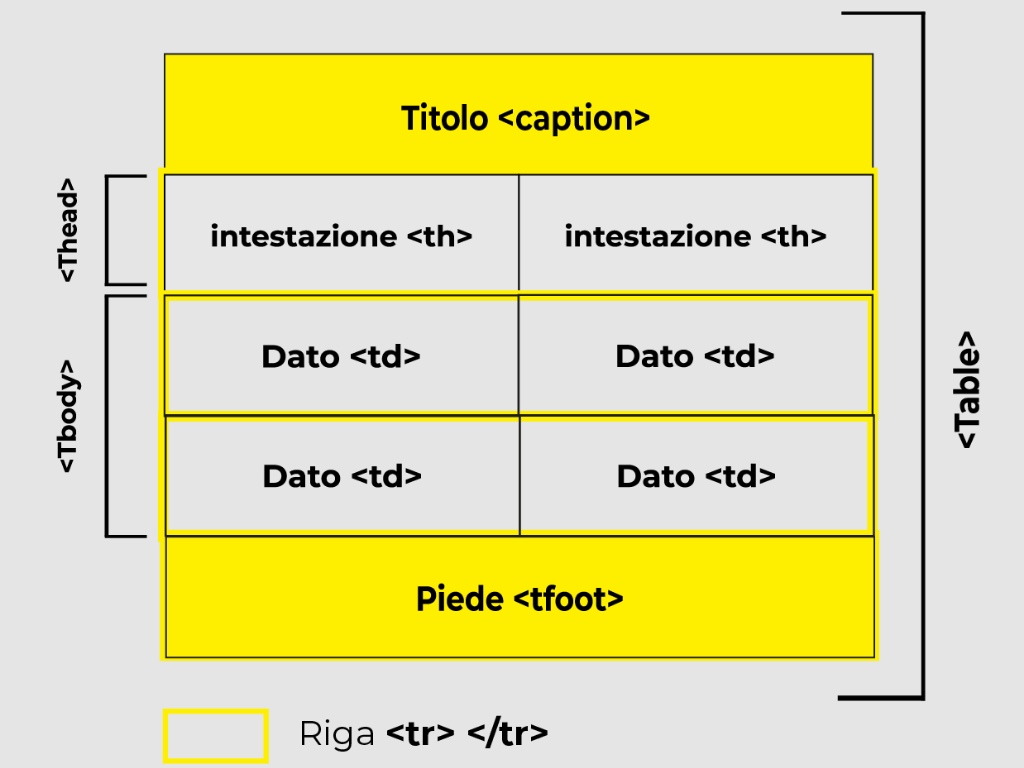 Titolo <caption>
<Thead>
intestazione <th>
intestazione <th>
<Tbody>
Dato <td>
Dato <td>
Dato <td>
Dato <td>
<Table>
Piede <tfoot>
Riga <tr> </tr>